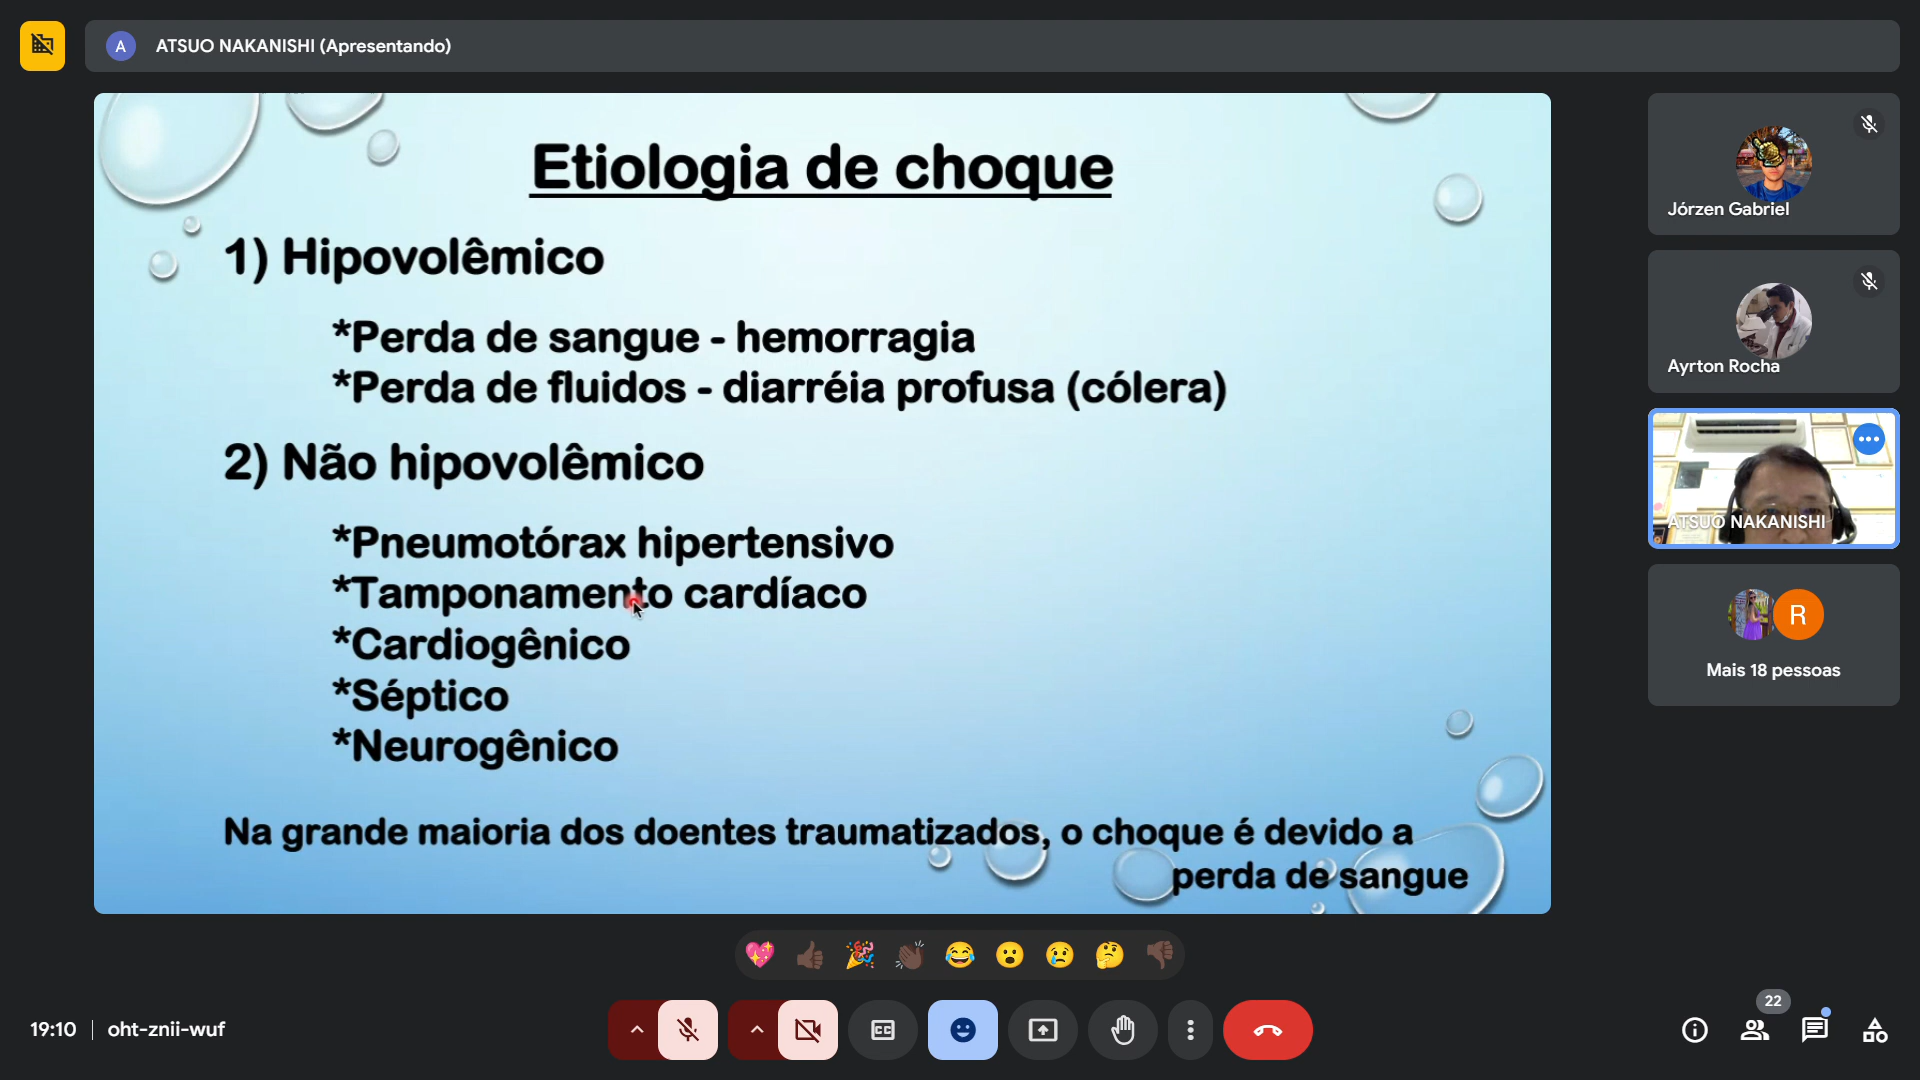 A
ATSUO NAKANISHI (Apresentando)
Etiologia de choque
1) Hipovolêmico
*Perda de sangue - hemorragia
*Perda de fluidos - diarréia profusa (cólera)
2) Não hipovolêmico
*Pneumotórax hipertensivo
*Tamponamento cardíaco
*Cardiogênico
*Séptico
*Neurogênico
Na grande maioria dos doentes traumatizados, o choque é devido a
perda de sangue
Jórzen Gabriel
Ayrton Rocha
ATSUO NAKANISHI
R
Mais 18 pessoas
19:10 | oht-znii-wuf
CC
22